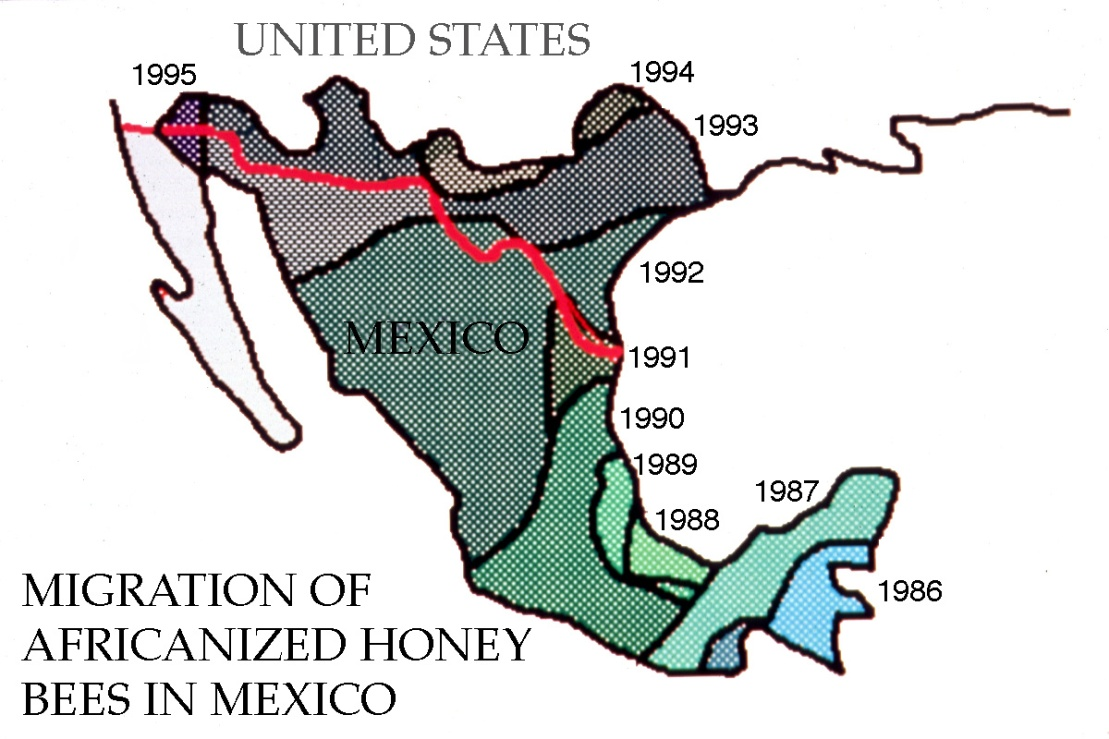 UNITED STATES
1995
1994
1993
1992
MEXICO
1991
1990
1989
1987
1988
1986
MIGRATION OF
AFRICANIZED HONEY
BEES IN MEXICO